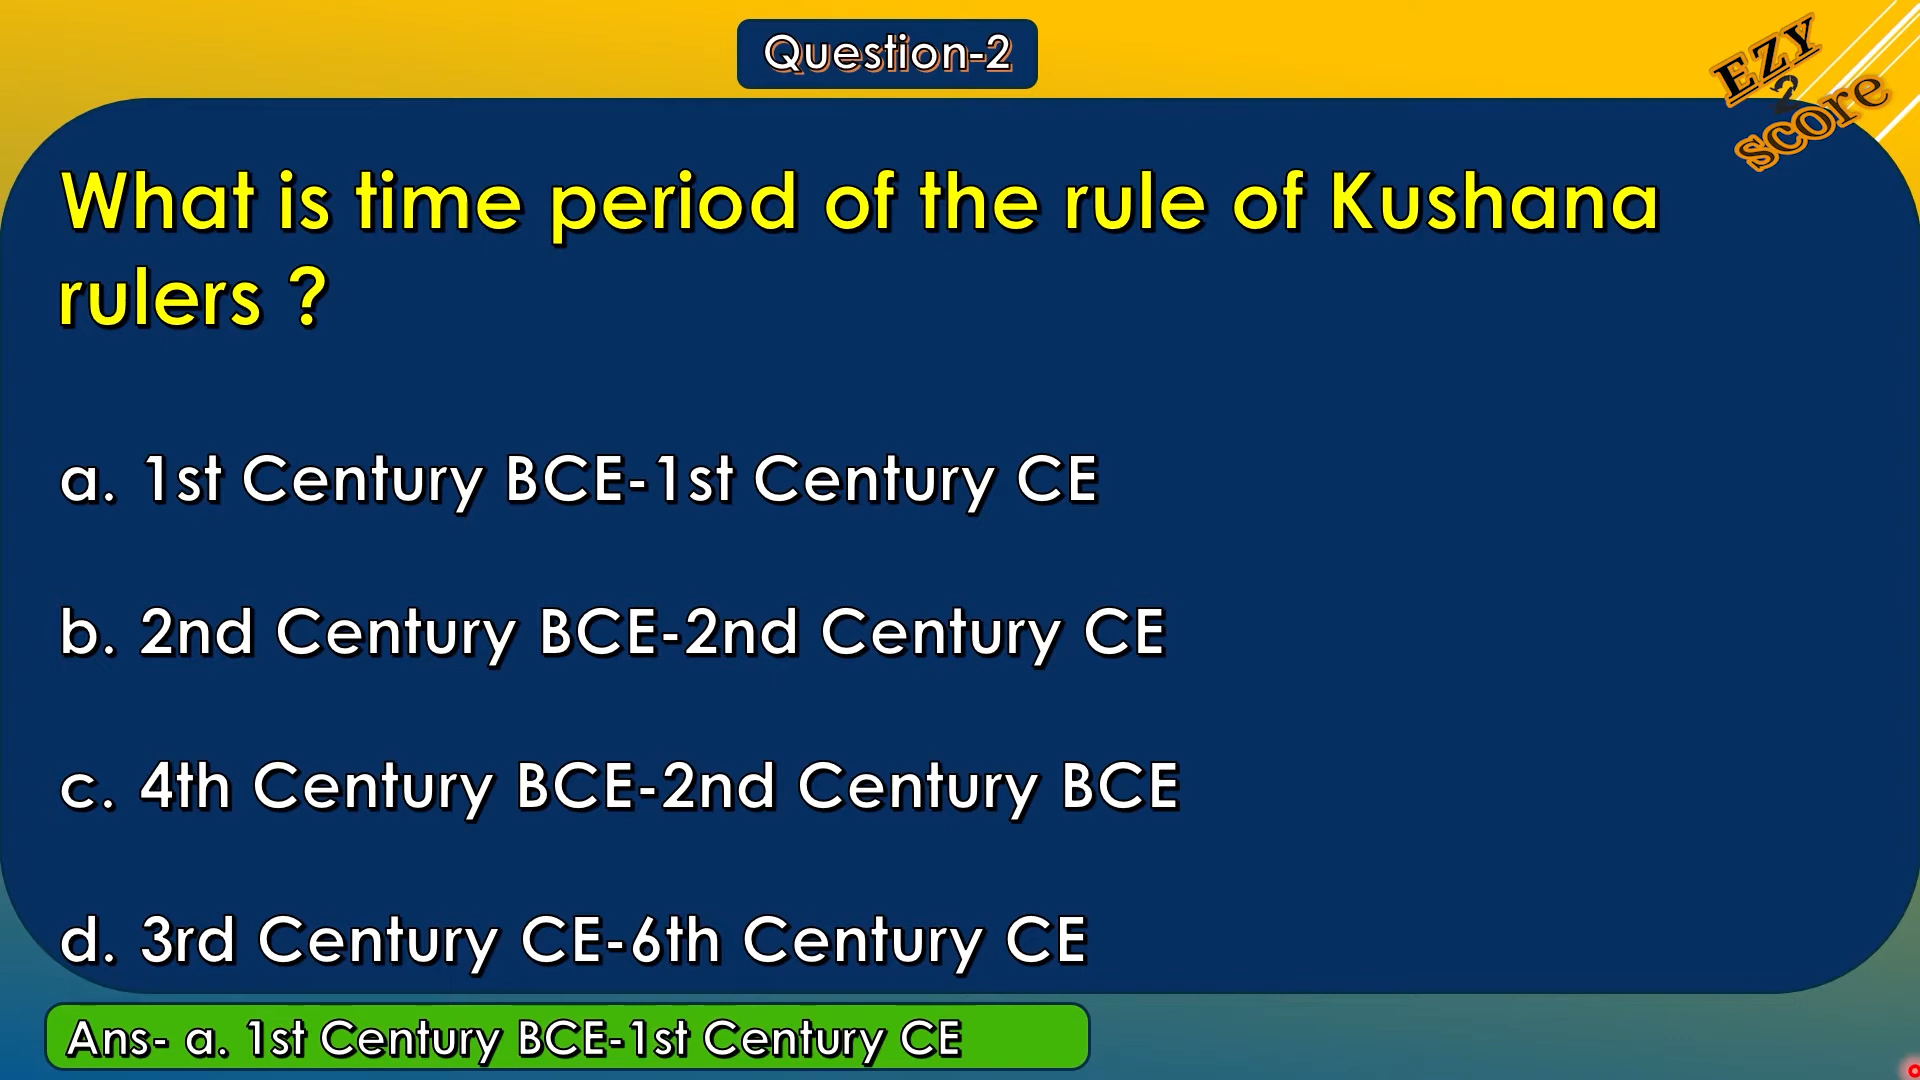 Question-2
EZY
2
score
What is time period of the rule of Kushana
rulers ?
a. 1st Century BCE-1st Century CE
b. 2nd Century BCE-2nd Century CE
c. 4th Century BCE-2nd Century BCE
d. 3rd Century CE-6th Century CE
Ans- a. 1st Century BCE-1st Century CE